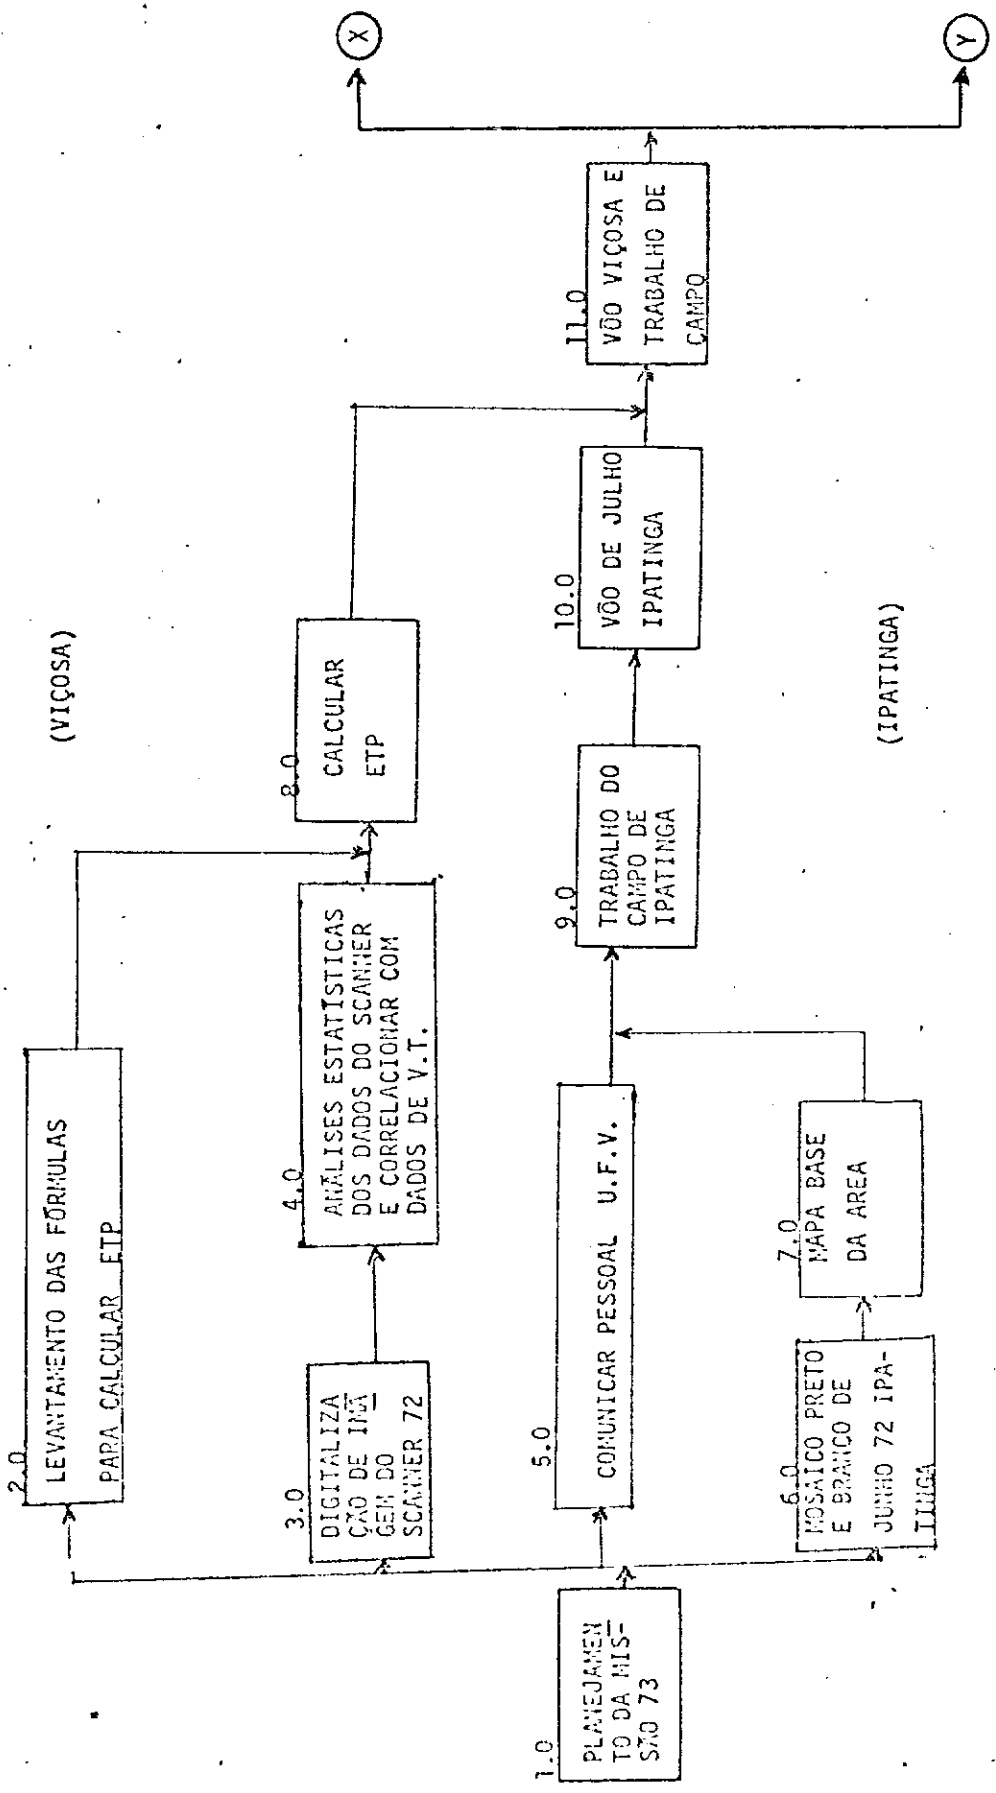 (VIÇOSA)
2.0
LEVANTAMENTO DAS FÓRMULAS
PARA CALCULAR ETP
3.0
DIGITALIZA
ÇÃO DE IMA
GEM DO
SCANNER 72
4.0
ANÁLISES ESTATÍSTICAS
DOS DADOS DO SCANNER
E CORRELACIONAR COM
DADOS DE V.T.
8.0
CALCULAR
ETP
1.0
PLANEJAMEN
TO DA MIS-
SÃO 73
5.0
COMUNICAR PESSOAL U.F.V.
6.0
MOSAICO PRETO
E BRANCO DE
JUNHO 72 IPA-
TINGA
7.0
MAPA BASE
DA AREA
9.0
TRABALHO DO
CAMPO DE
IPATINGA
10.0
VÔO DE JULHO
IPATINGA
11.0
VÔO VIÇOSA E
TRABALHO DE
CAMPO
X
Y
(IPATINGA)